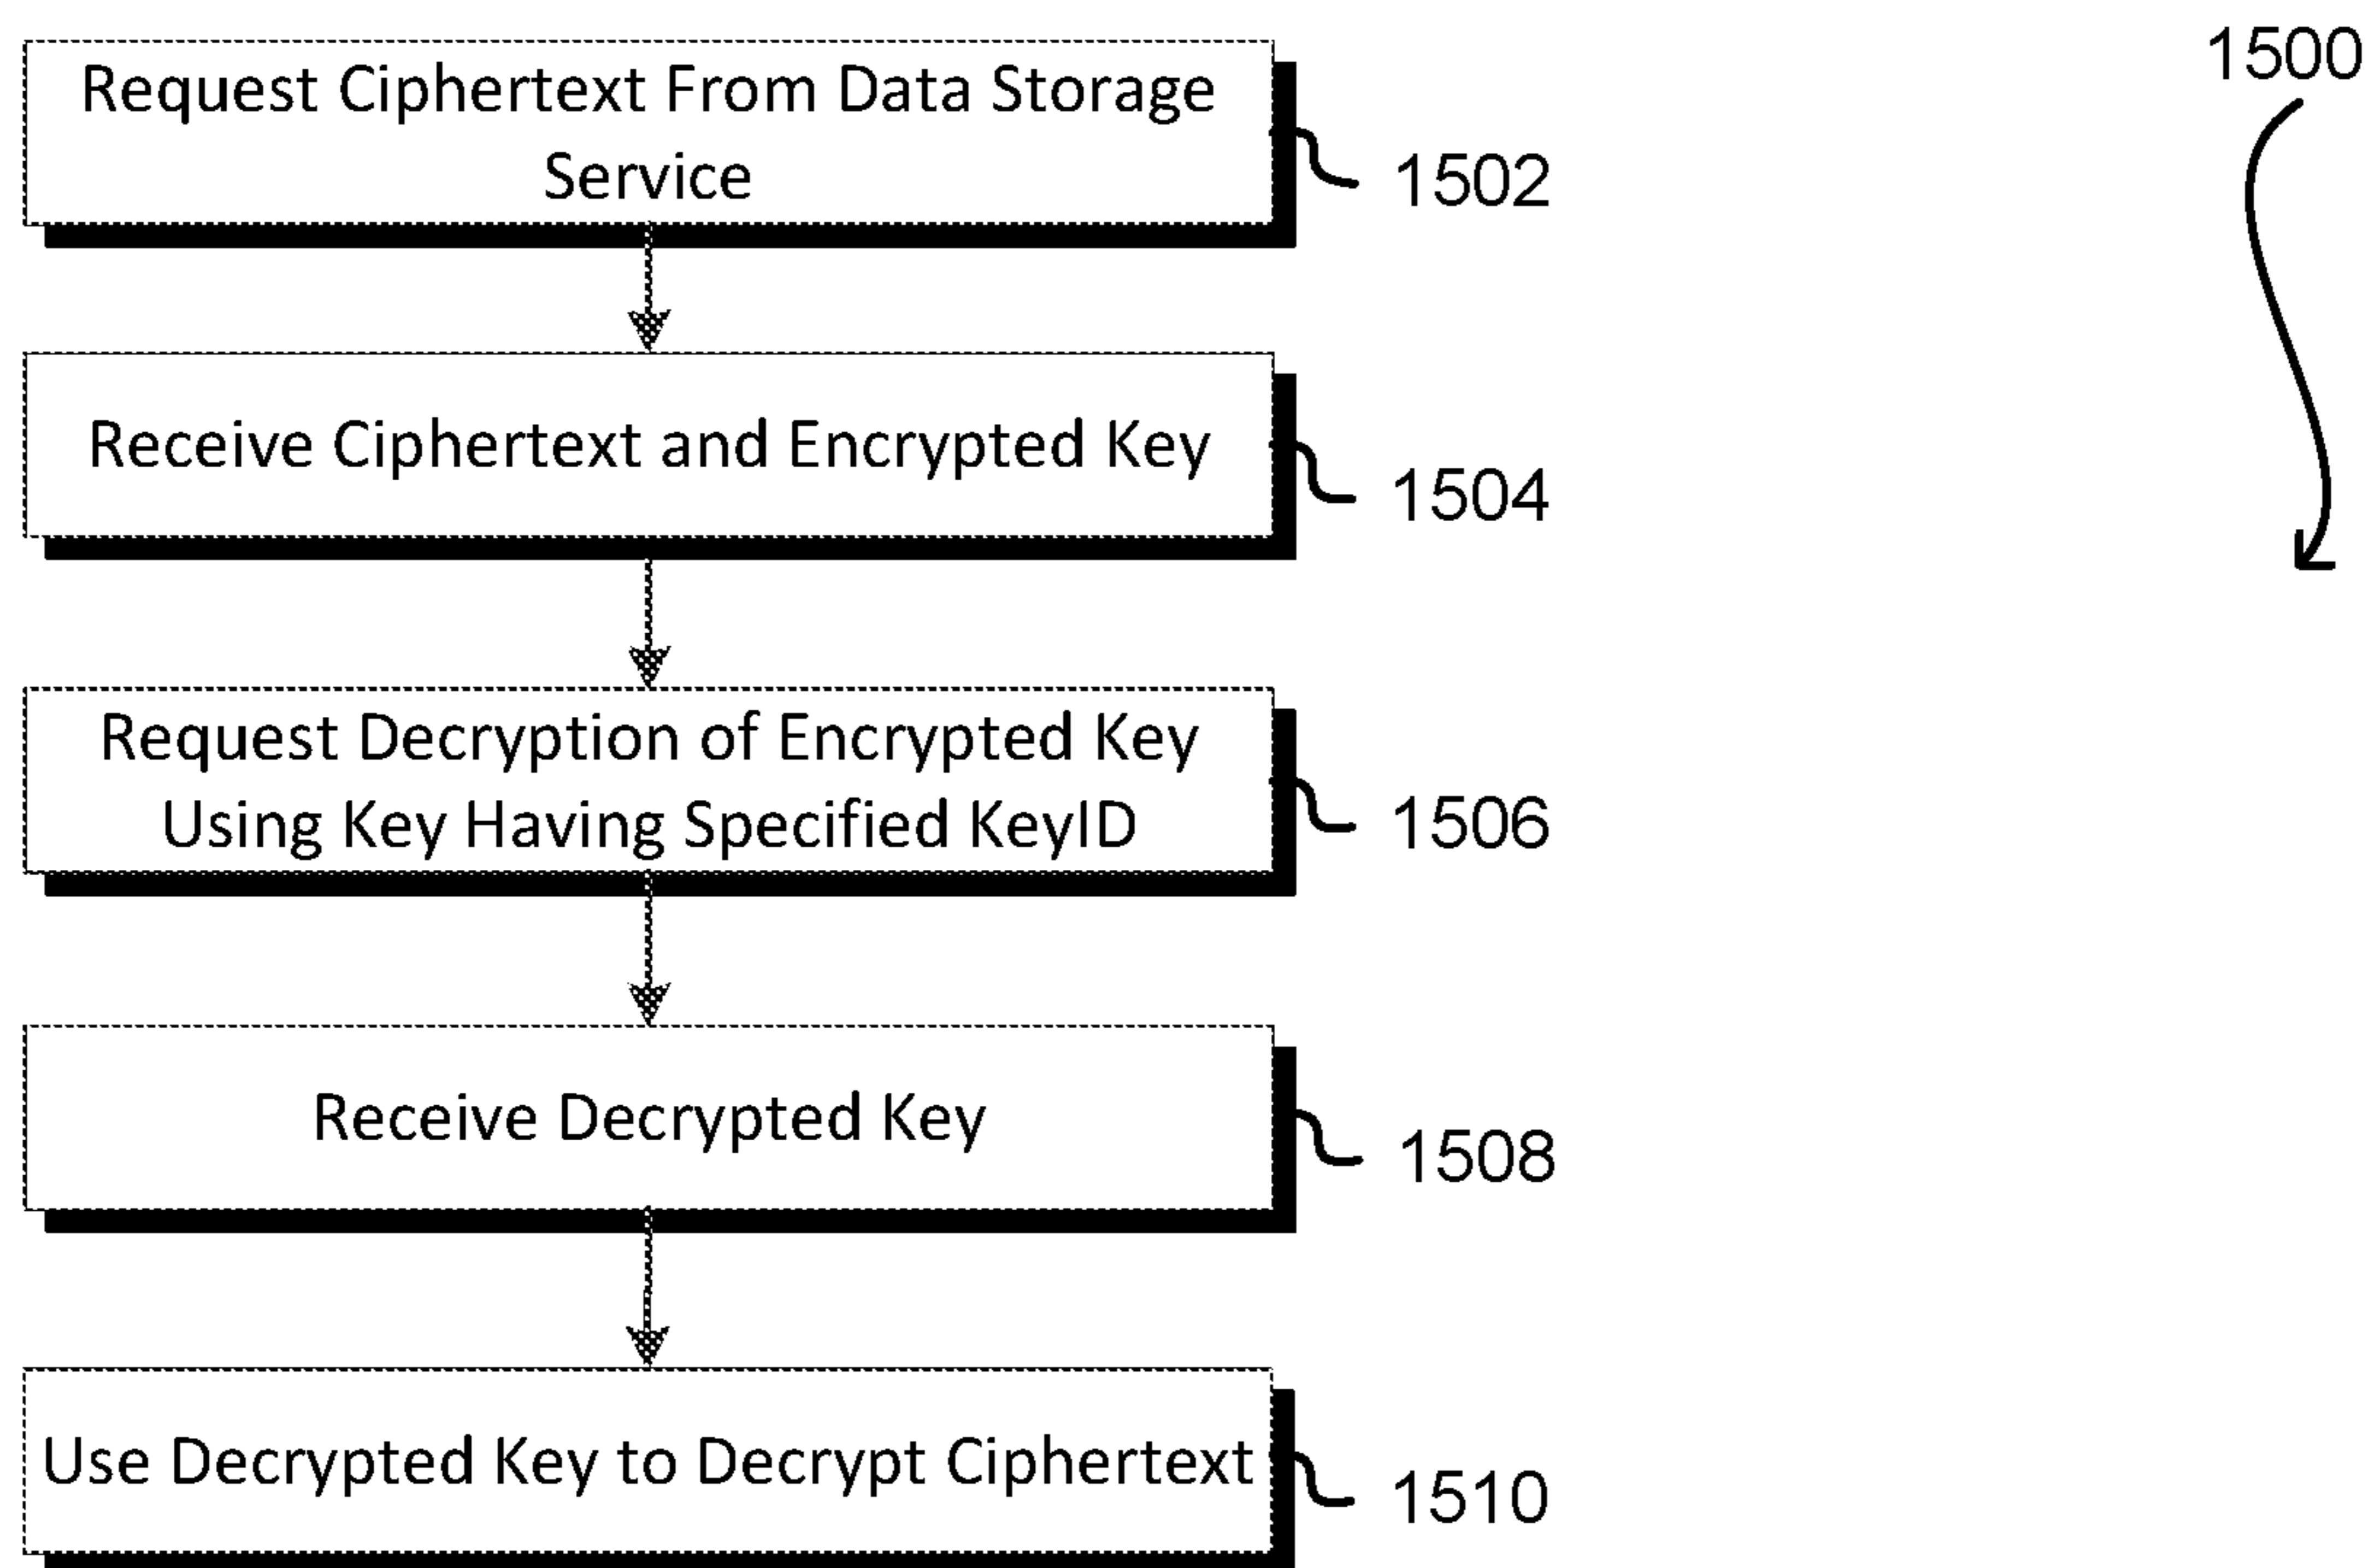 1500
Request Ciphertext From Data Storage
Service
1502
Receive Ciphertext and Encrypted Key
1504
Request Decryption of Encrypted Key
Using Key Having Specified KeyID
1506
Receive Decrypted Key
1508
Use Decrypted Key to Decrypt Ciphertext
1510